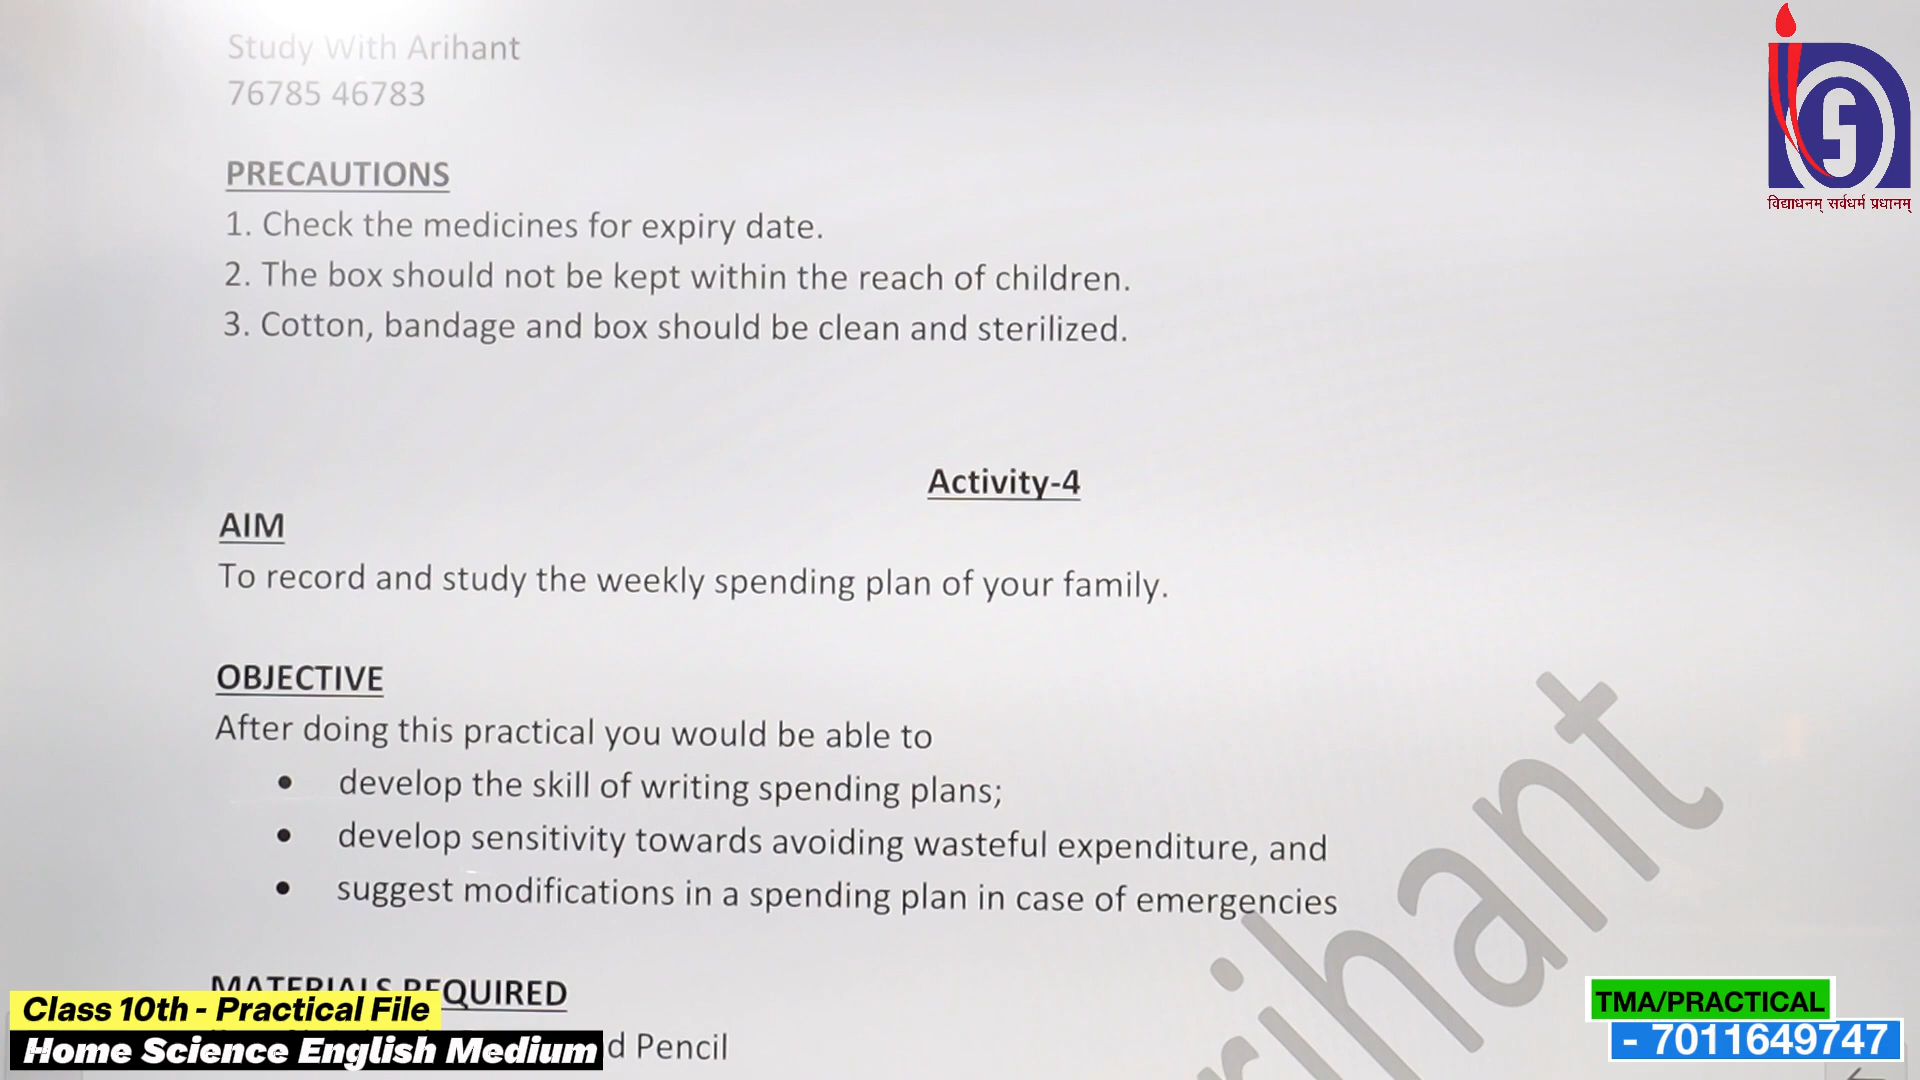 Study With Arihant
76785 46783
विद्याधनम् सर्वधर्म प्रधानम्
PRECAUTIONS
1. Check the medicines for expiry date.
2. The box should not be kept within the reach of children.
3. Cotton, bandage and box should be clean and sterilized.
Activity-4
AIM
To record and study the weekly spending plan of your family.
OBJECTIVE
After doing this practical you would be able to
• develop the skill of writing spending plans;
• develop sensitivity towards avoiding wasteful expenditure, and
• suggest modifications in a spending plan in case of emergencies
MATERIALS REQUIRED
d Pencil
rihant
Class 10th - Practical File
Home Science English Medium
TMA/PRACTICAL
- 7011649747